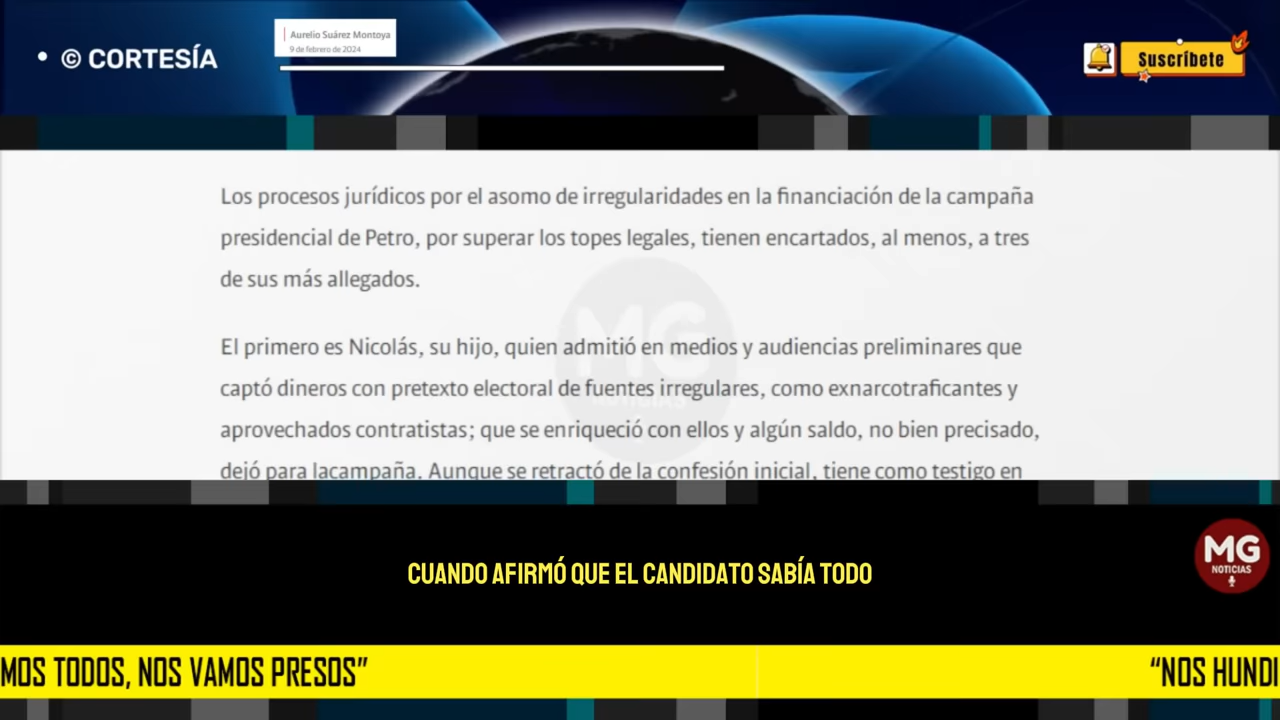 • © CORTESÍA
Aurelio Suárez Montoya
9 de febrero de 2024
Suscríbete
Los procesos jurídicos por el asomo de irregularidades en la financiación de la campaña
presidencial de Petro, por superar los topes legales, tienen encartados, al menos, a tres
de sus más allegados.
El primero es Nicolás, su hijo, quien admitió en medios y audiencias preliminares que
captó dineros con pretexto electoral de fuentes irregulares, como exnarcotraficantes y
aprovechados contratistas; que se enriqueció con ellos y algún saldo, no bien precisado,
dejó para lacampaña. Aunque se retractó de la confesión inicial, tiene como testigo en
MG
NOTICIAS
CUANDO AFIRMÓ QUE EL CANDIDATO SABÍA TODO
MG
NOTICIAS
MOS TODOS, NOS VAMOS PRESOS” “NOS HUNDI